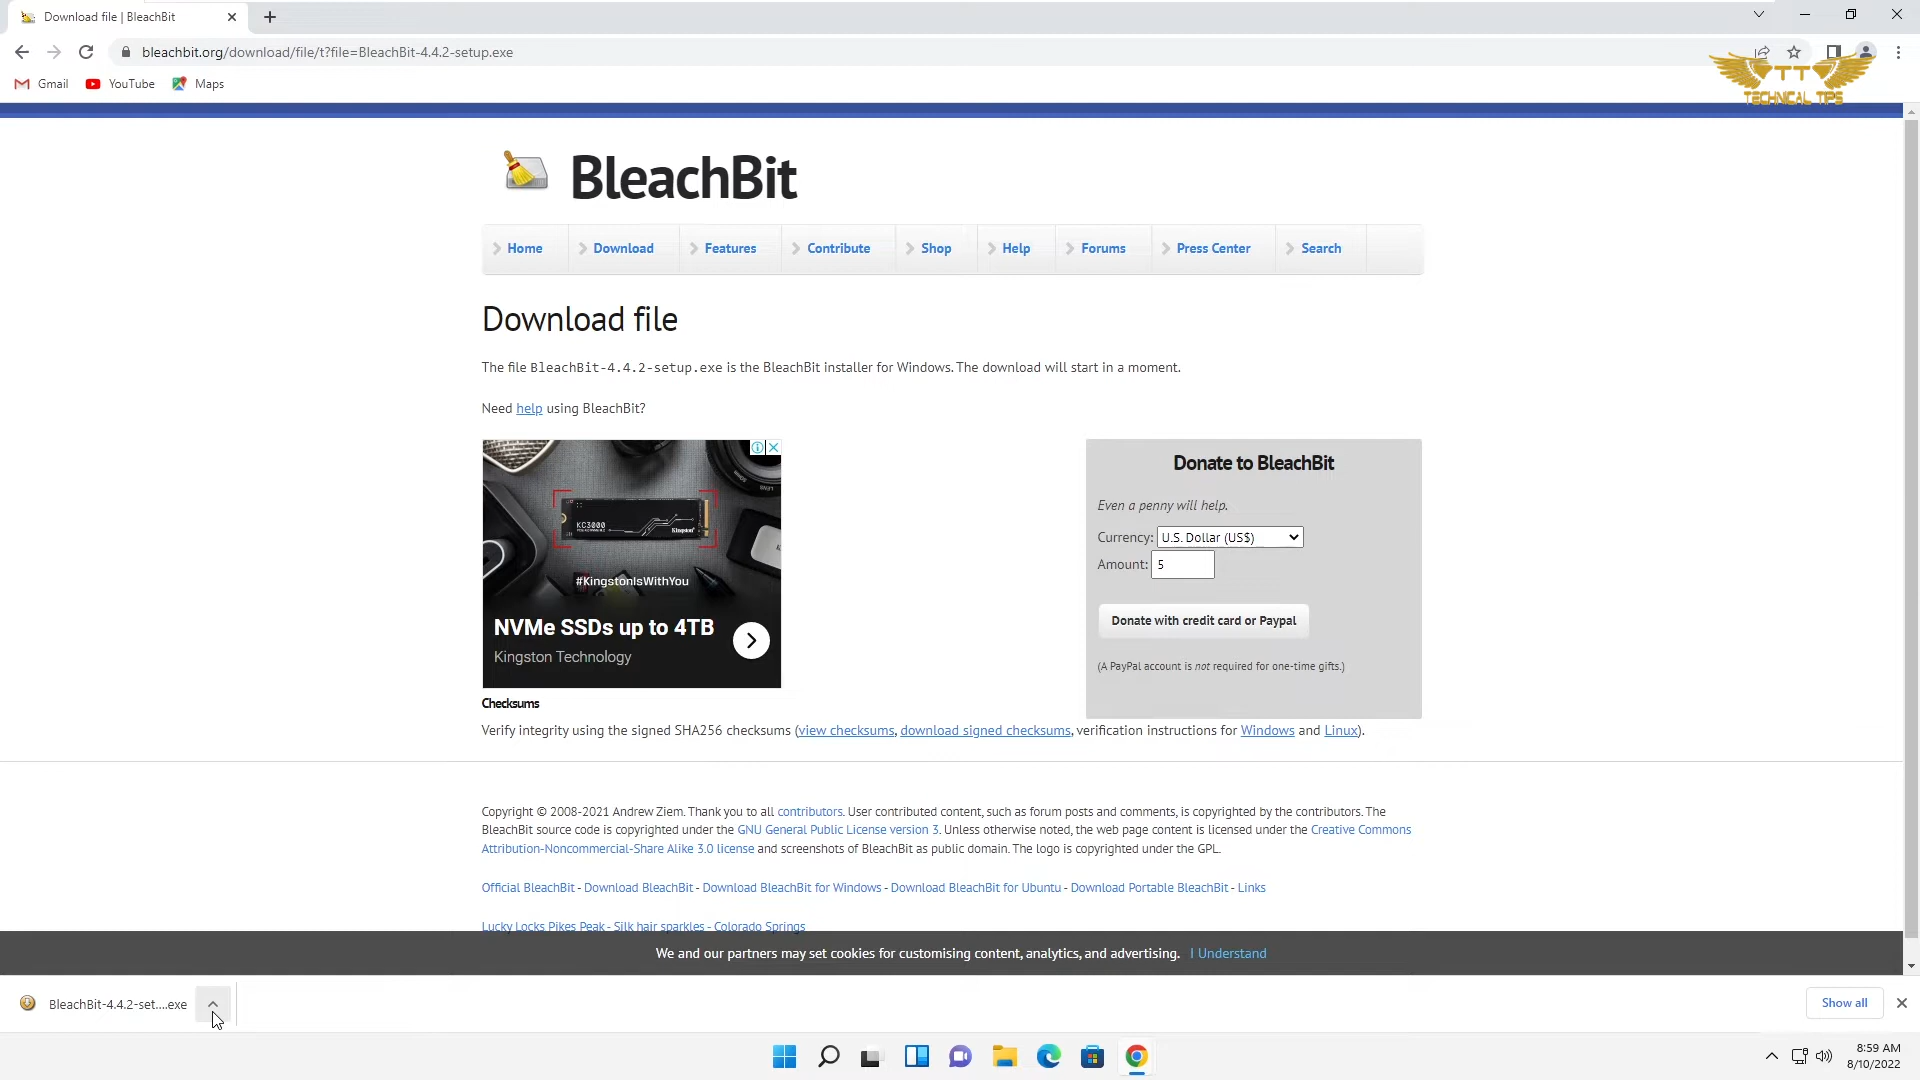 Download file | BleachBit
bleachbit.org/download/file/t?file=BleachBit-4.4.2-setup.exe
Gmail YouTube Maps
TT
TECHNICAL TIPS
BleachBit
Home Download Features Contribute Shop Help Forums Press Center Search
Download file
The file BleachBit-4.4.2-setup.exe is the BleachBit installer for Windows. The download will start in a moment.
Need help using BleachBit?
KC3000
Kingston
#KingstonIsWithYou
NVMe SSDs up to 4TB
Kingston Technology
Donate to BleachBit
Even a penny will help.
Currency: U.S. Dollar (US$)
Amount: 5
Donate with credit card or Paypal
(A PayPal account is not required for one-time gifts.)
Checksums
Verify integrity using the signed SHA256 checksums (view checksums, download signed checksums, verification instructions for Windows and Linux).
Copyright © 2008-2021 Andrew Ziem. Thank you to all contributors. User contributed content, such as forum posts and comments, is copyrighted by the contributors. The
BleachBit source code is copyrighted under the GNU General Public License version 3. Unless otherwise noted, the web page content is licensed under the Creative Commons
Attribution-Noncommercial-Share Alike 3.0 license and screenshots of BleachBit as public domain. The logo is copyrighted under the GPL.
Official BleachBit - Download BleachBit - Download BleachBit for Windows - Download BleachBit for Ubuntu - Download Portable BleachBit - Links
Lucky Locks Pikes Peak - Silk hair sparkles - Colorado Springs
We and our partners may set cookies for customising content, analytics, and advertising. I Understand
BleachBit-4.4.2-set....exe
Show all
8:59 AM
8/10/2022